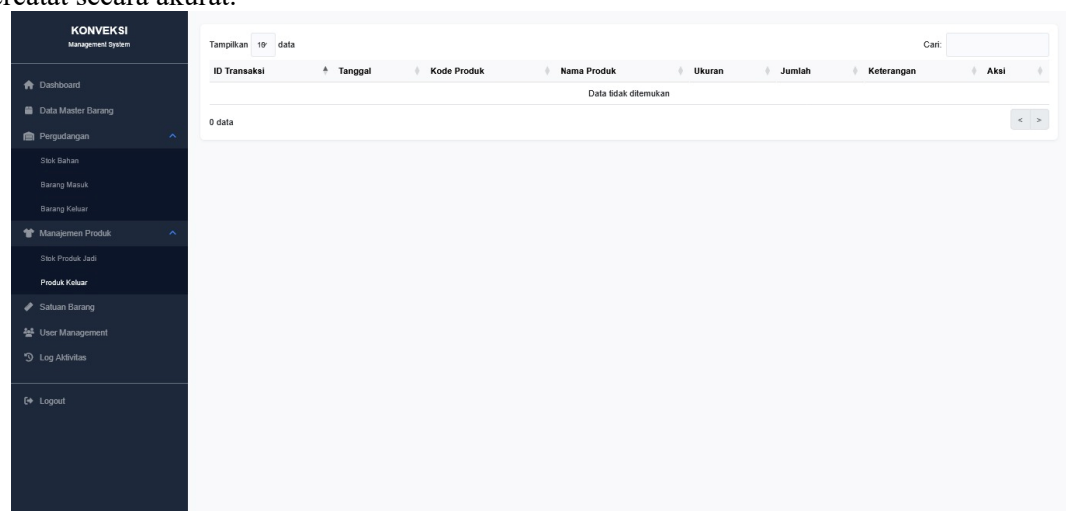 secara akurat.
KONVEKSI
Management System
Tampilkan 10 data
Cari:
ID Transaksi Tanggal Kode Produk Nama Produk Ukuran Jumlah Keterangan Aksi
Data tidak ditemukan
0 data
< >
Dashboard
Data Master Barang
Pergudangan
Stok Bahan
Barang Masuk
Barang Keluar
Manajemen Produk
Stok Produk Jadi
Produk Keluar
Satuan Barang
User Management
Log Aktivitas
Logout